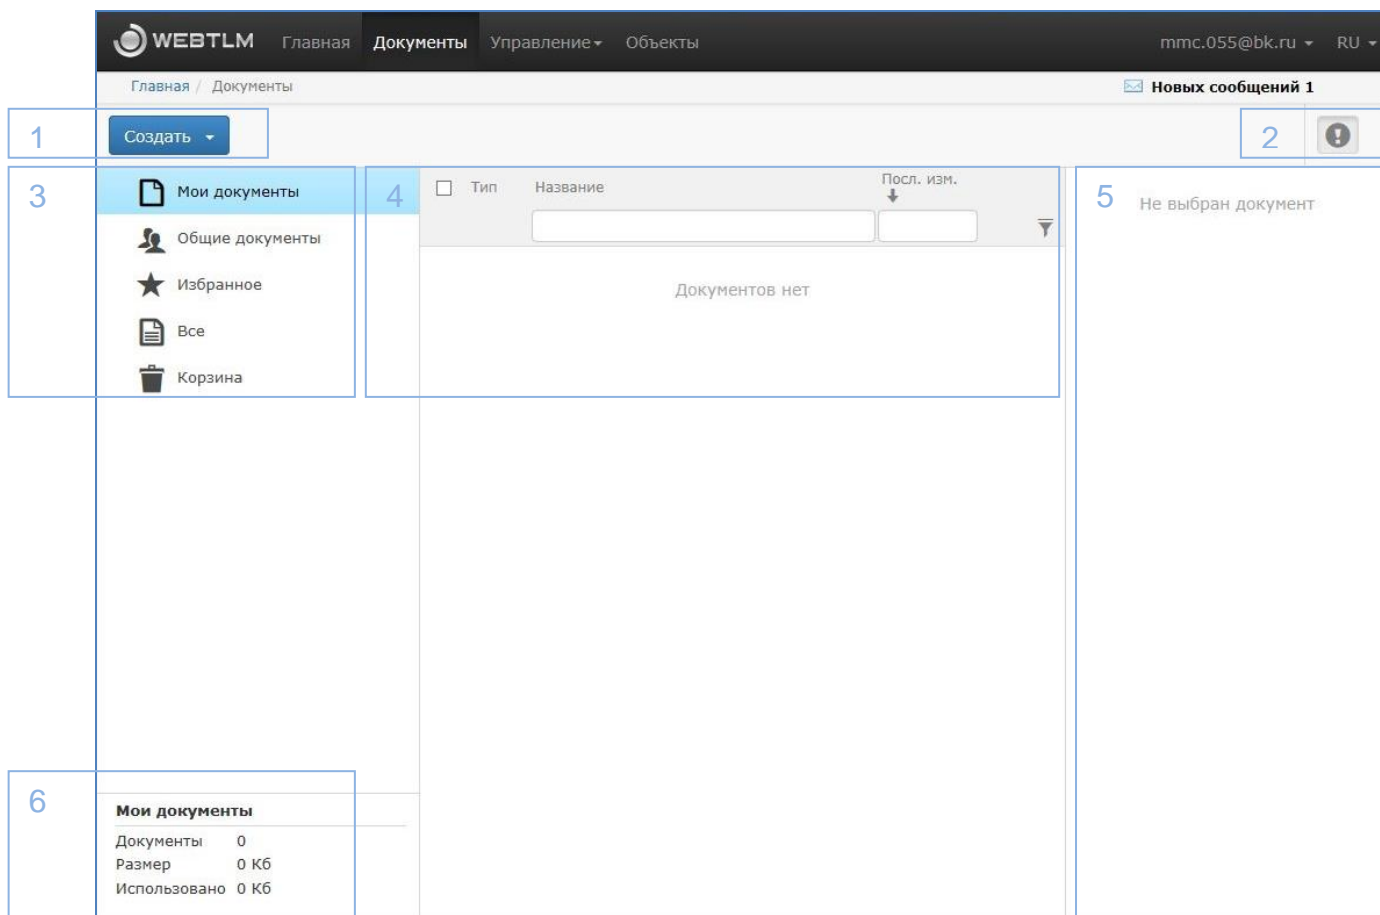 WEBTLM Главная Документы Управление Объекты mmc.055@bk.ru RU
Главная / Документы Новых сообщений 1
1 Создать 2
3 Мои документы 4 Тип Название Посл. изм. 5 Не выбран документ
Общие документы
Избранное Документов нет
Все
Корзина
6 Мои документы
Документы 0
Размер 0 Кб
Использовано 0 Кб